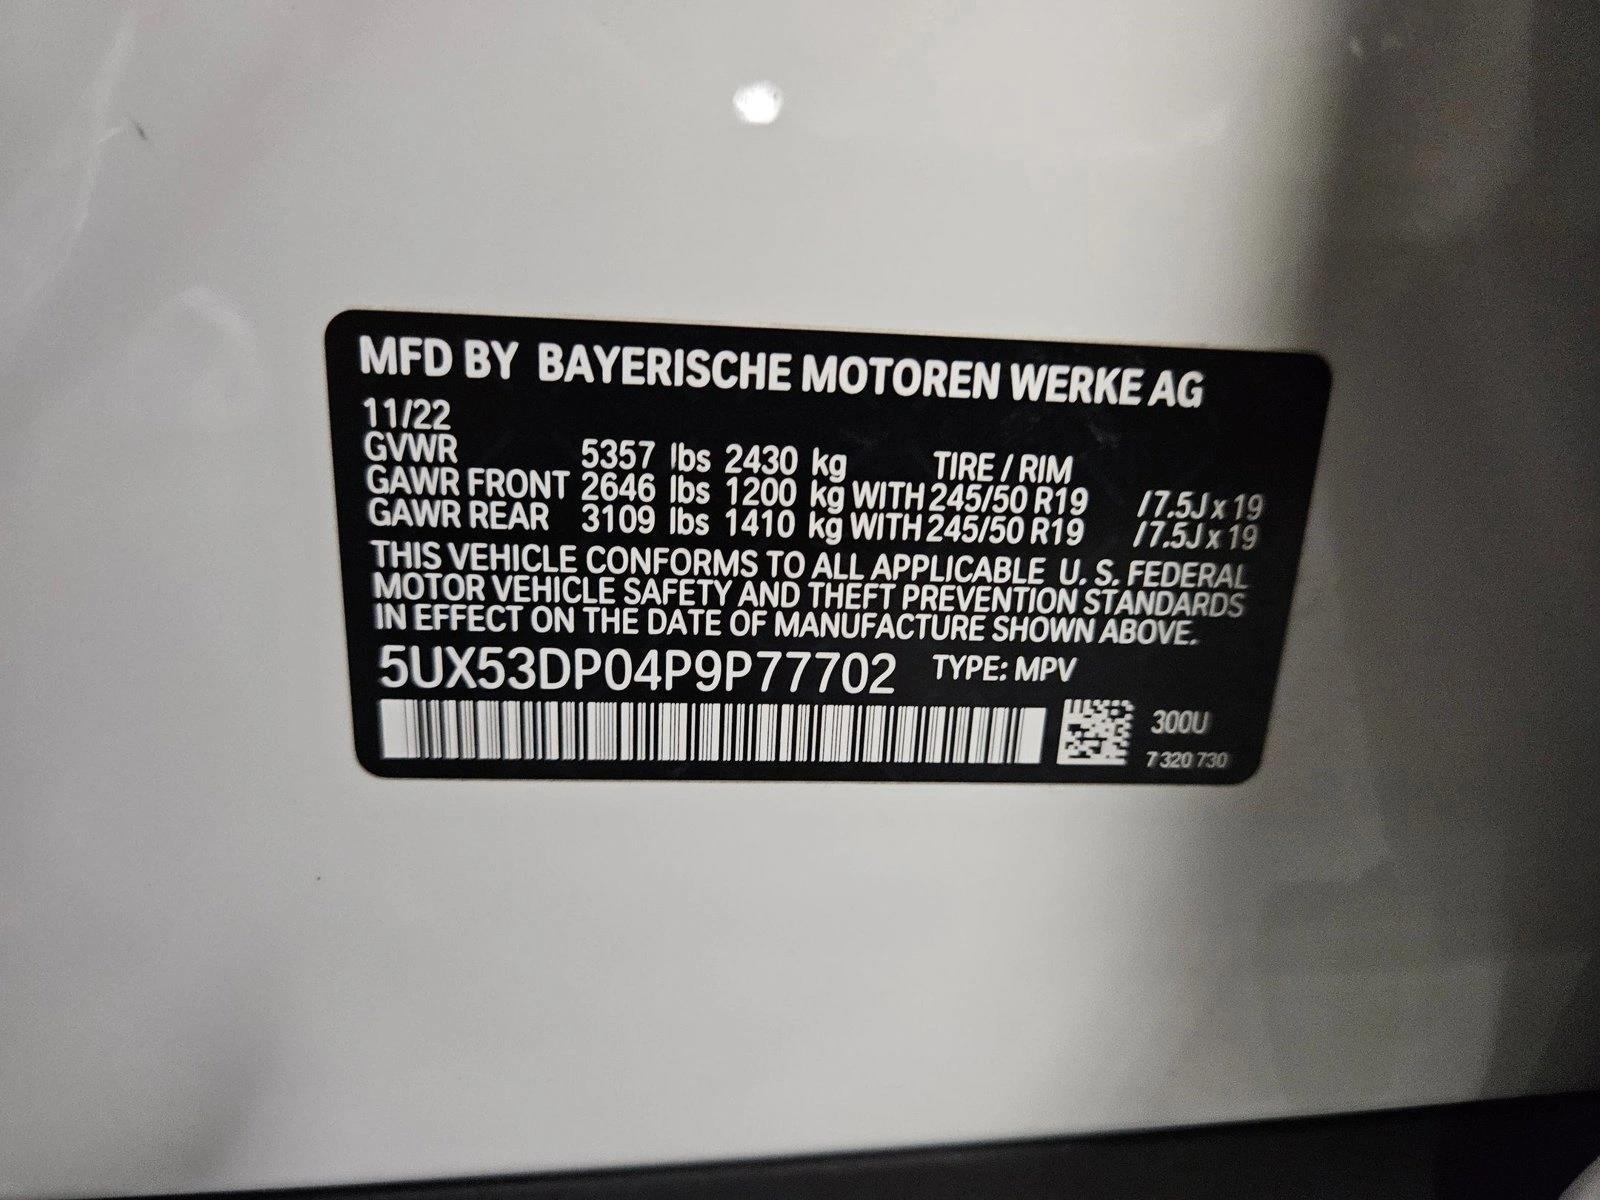 MFD BY BAYERISCHE MOTOREN WERKE AG
11/22
GVWR 5357 lbs 2430 kg TIRE / RIM
GAWR FRONT 2646 lbs 1200 kg WITH 245/50 R19 /7.5J x 19
GAWR REAR 3109 lbs 1410 kg WITH 245/50 R19 /7.5J x 19
THIS VEHICLE CONFORMS TO ALL APPLICABLE U. S. FEDERAL
MOTOR VEHICLE SAFETY AND THEFT PREVENTION STANDARDS
IN EFFECT ON THE DATE OF MANUFACTURE SHOWN ABOVE.
5UX53DP04P9P77702 TYPE: MPV
300U
7 320 730